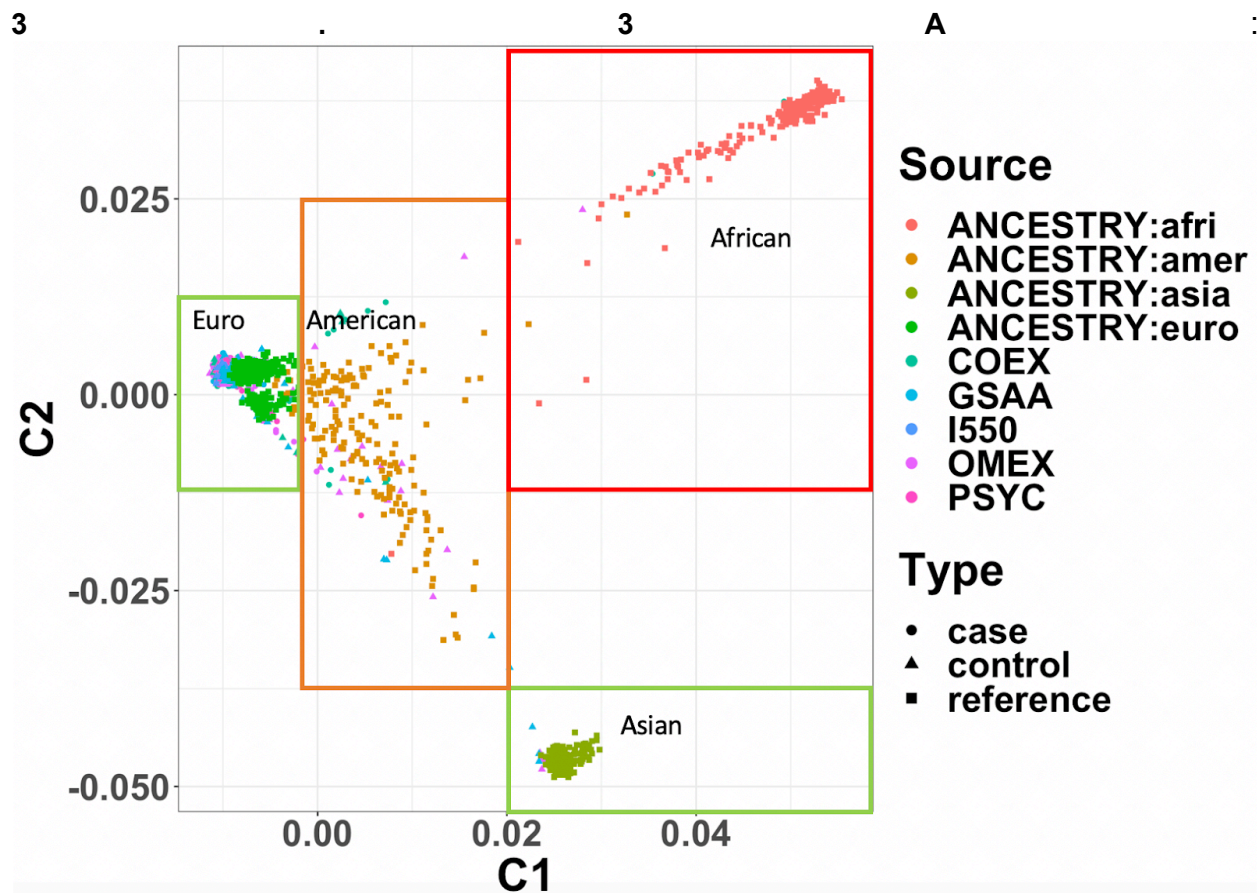 3 . 3 A :
Source
ANCESTRY:afri
ANCESTRY:amer
ANCESTRY:asia
ANCESTRY:euro
COEX
GSAA
I550
OMEX
PSYC
Type
case
control
reference
C2
0.025
0.000
-0.025
-0.050
Euro
American
African
Asian
0.00 0.02 0.04
C1